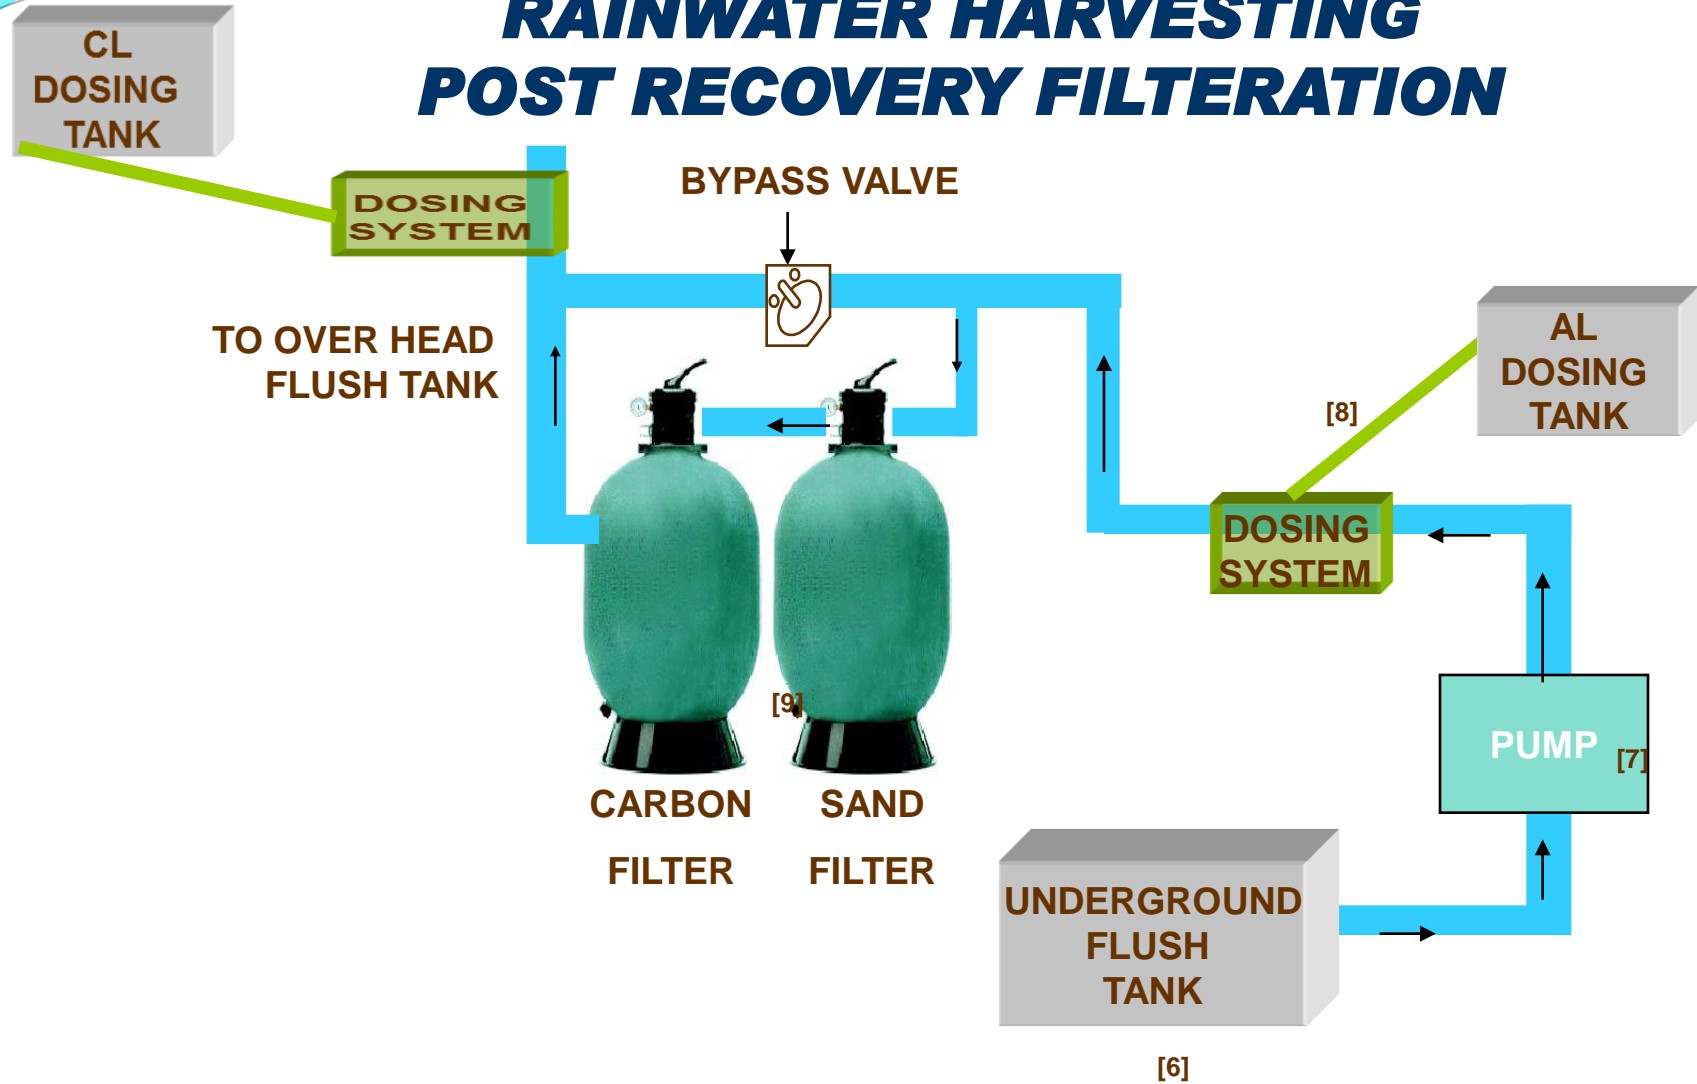 RAINWATER HARVESTING
POST RECOVERY FILTERATION
CL
DOSING
TANK
DOSING
SYSTEM
BYPASS VALVE
TO OVER HEAD
FLUSH TANK
AL
DOSING
TANK
[8]
DOSING
SYSTEM
[9]
PUMP
[7]
CARBON
FILTER
SAND
FILTER
UNDERGROUND
FLUSH
TANK
[6]